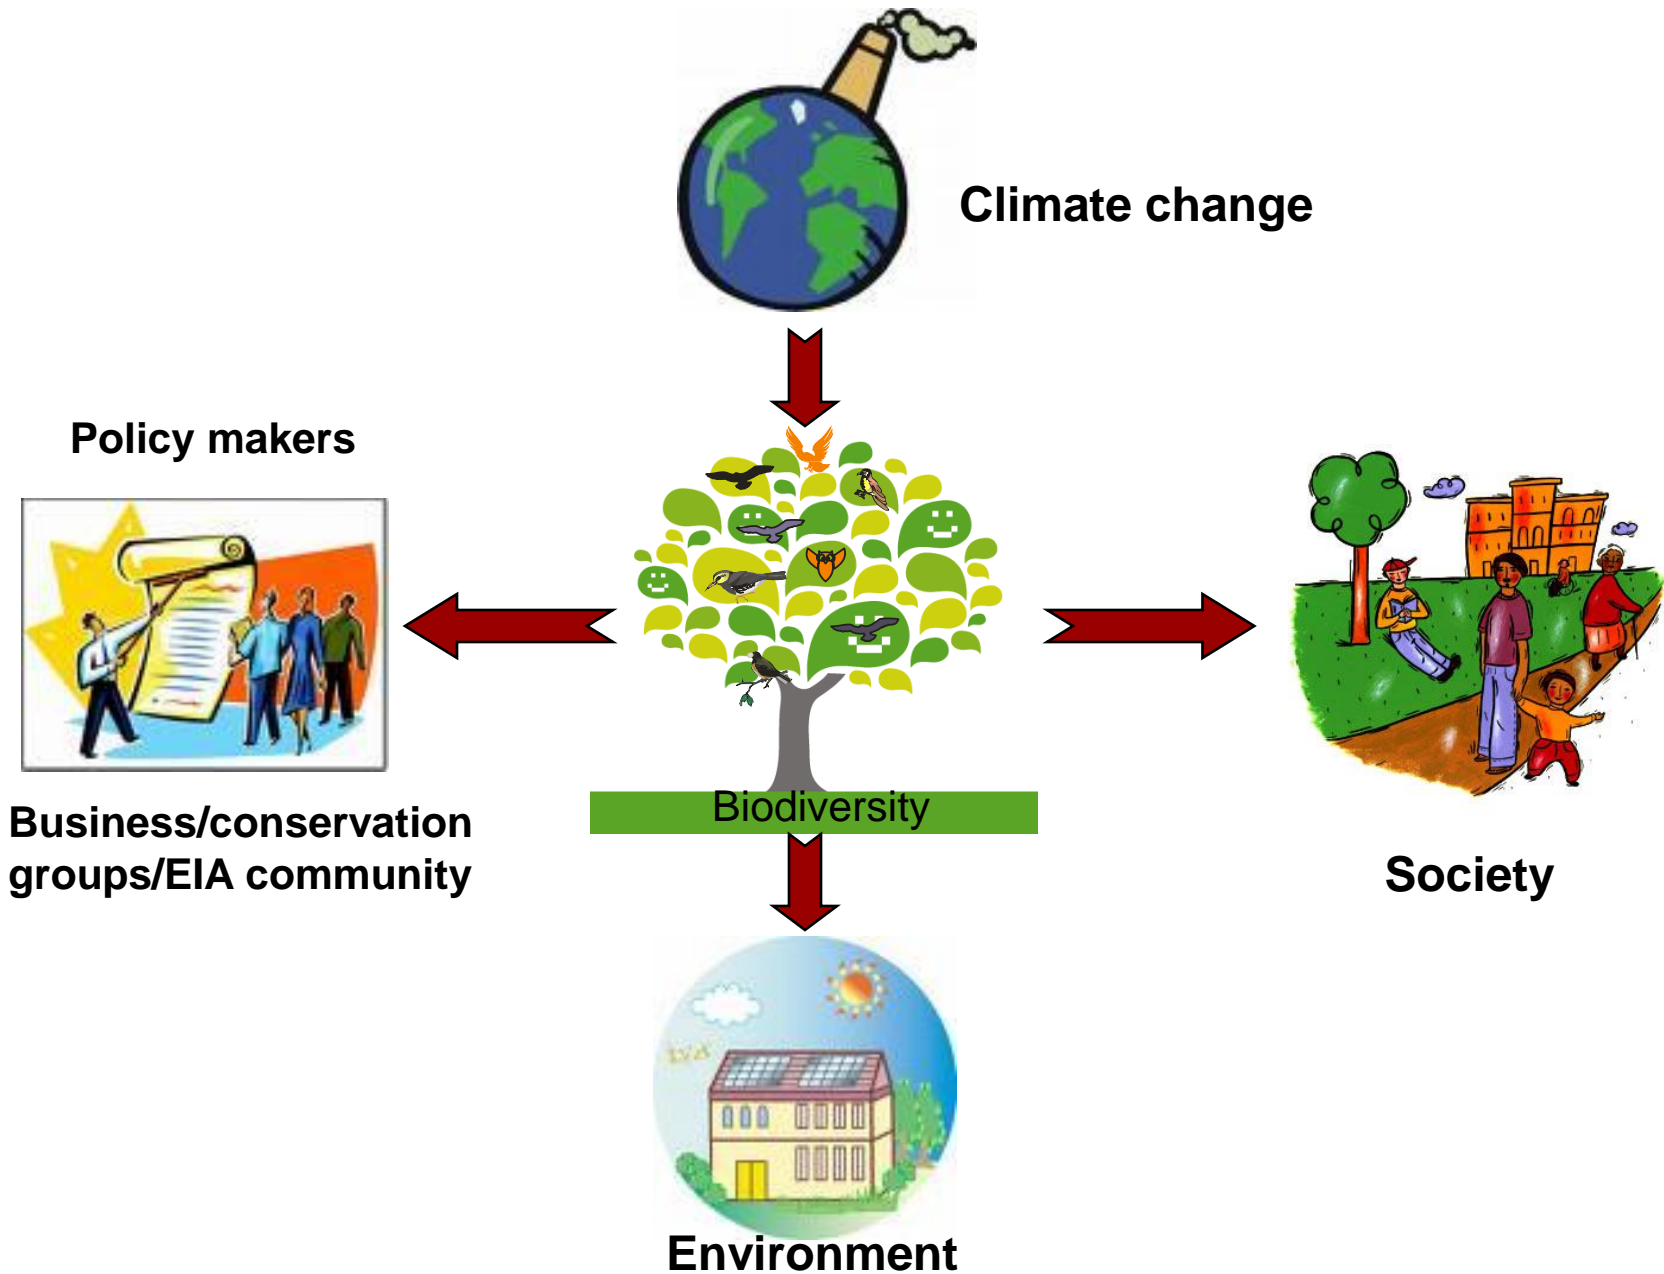 Climate change
Policy makers
Business/conservation
groups/EIA community
Biodiversity
Society
Environment